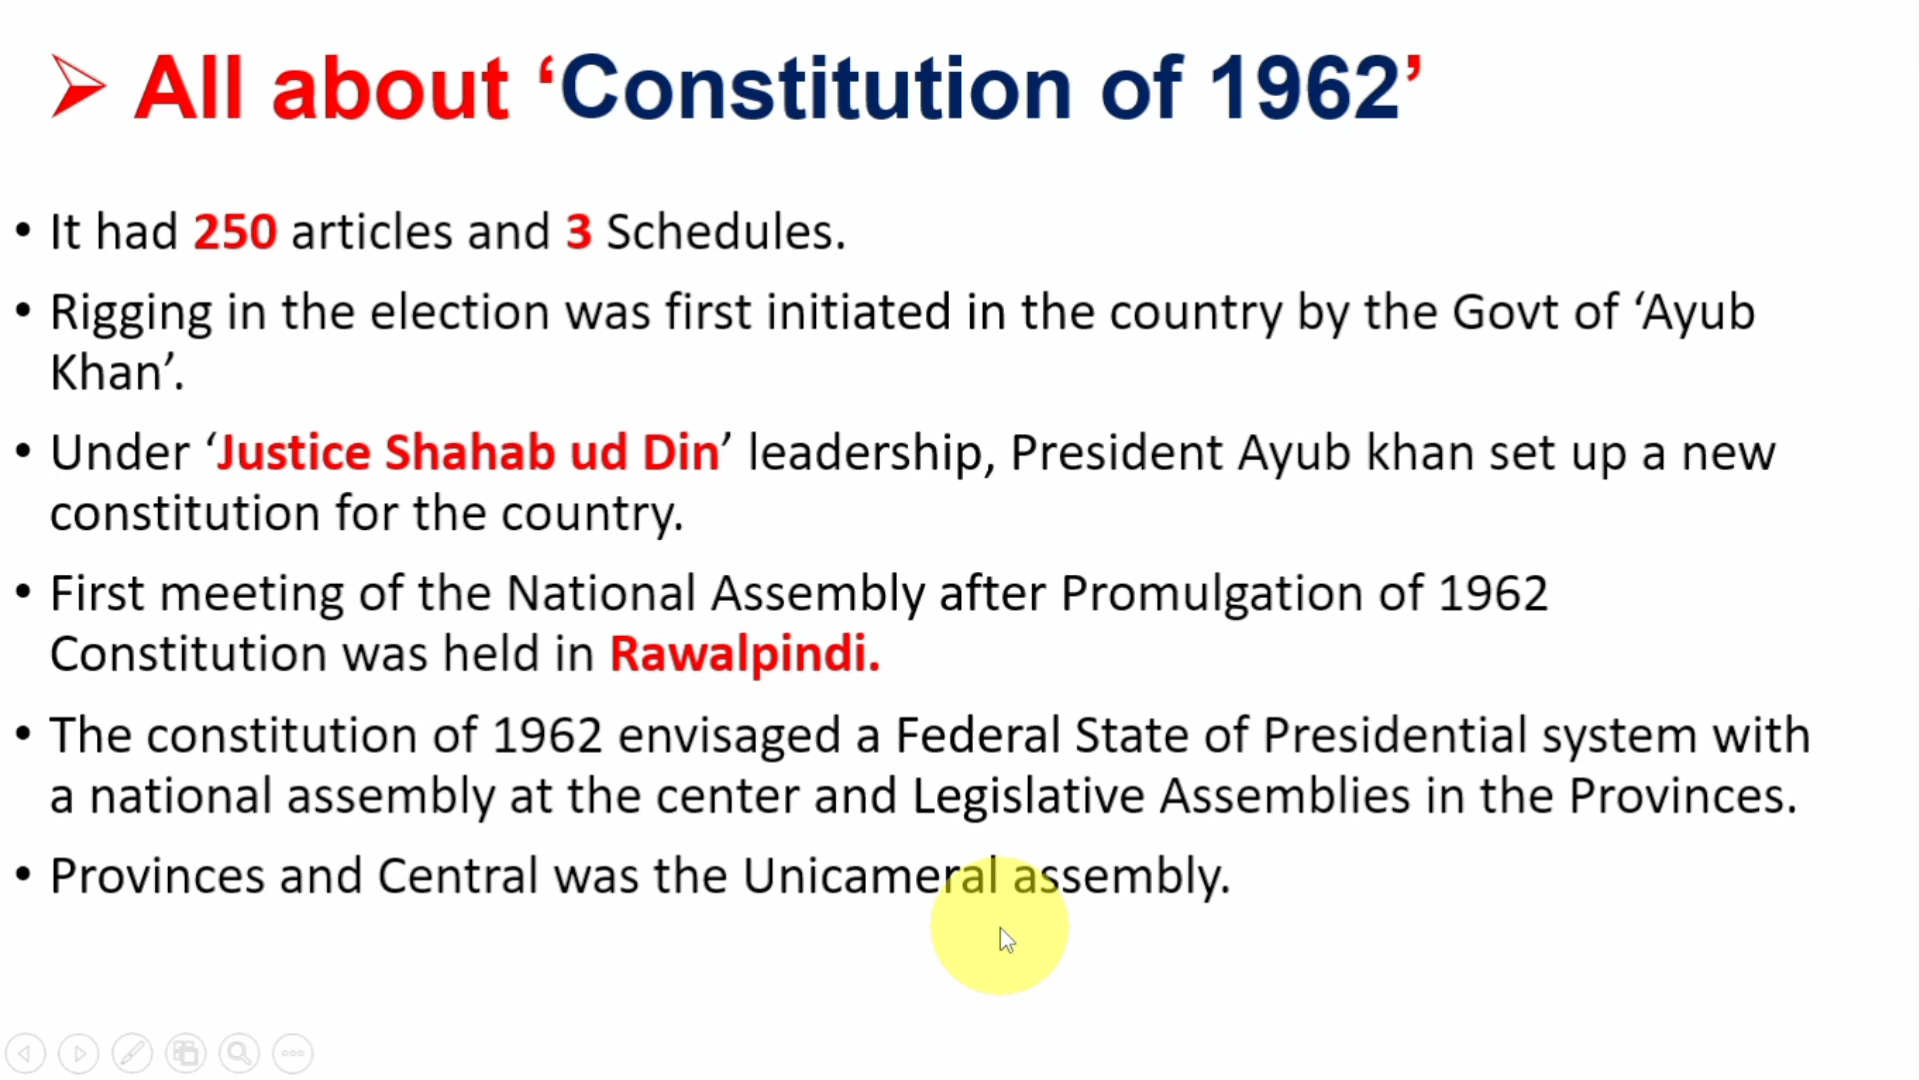 All about ‘Constitution of 1962’
• It had 250 articles and 3 Schedules.
• Rigging in the election was first initiated in the country by the Govt of ‘Ayub
Khan’.
• Under ‘Justice Shahab ud Din’ leadership, President Ayub khan set up a new
constitution for the country.
• First meeting of the National Assembly after Promulgation of 1962
Constitution was held in Rawalpindi.
• The constitution of 1962 envisaged a Federal State of Presidential system with
a national assembly at the center and Legislative Assemblies in the Provinces.
• Provinces and Central was the Unicameral assembly.